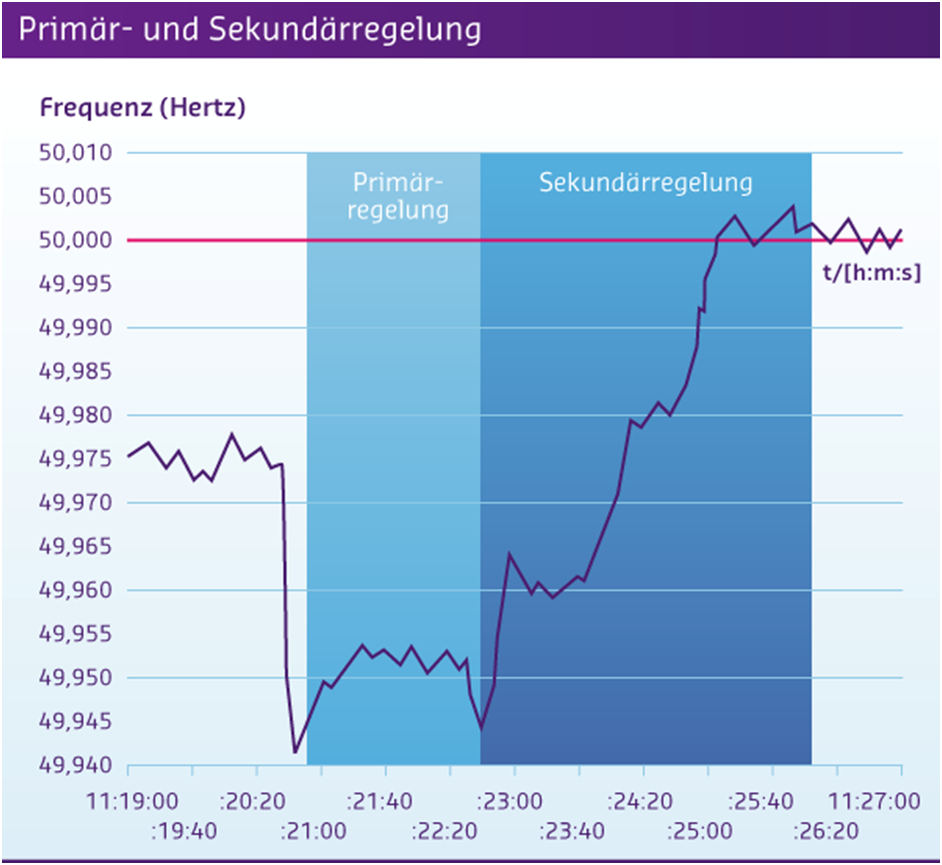 Primär- und Sekundärregelung
Frequenz (Hertz)
50,010
50,005
50,000
49,995
49,990
49,985
49,980
49,975
49,970
49,965
49,960
49,955
49,950
49,945
49,940
Primär-
regelung
Sekundärregelung
t/[h:m:s]
11:19:00 :20:20 :21:40 :23:00 :24:20 :25:40 11:27:00
:19:40 :21:00 :22:20 :23:40 :25:00 :26:20